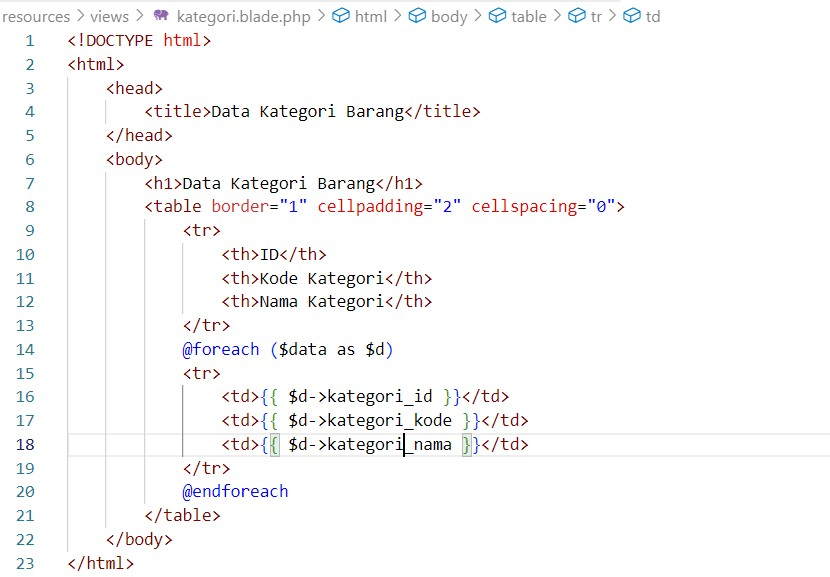 resources > views > kategori.blade.php > html > body > table > tr > td
1 <!DOCTYPE html>
2 <html>
3     <head>
4         <title>Data Kategori Barang</title>
5     </head>
6     <body>
7         <h1>Data Kategori Barang</h1>
8         <table border="1" cellpadding="2" cellspacing="0">
9             <tr>
10                 <th>ID</th>
11                 <th>Kode Kategori</th>
12                 <th>Nama Kategori</th>
13             </tr>
14             @foreach ($data as $d)
15             <tr>
16                 <td>{{ $d->kategori_id }}</td>
17                 <td>{{ $d->kategori_kode }}</td>
18                 <td>{{ $d->kategori_nama }}</td>
19             </tr>
20             @endforeach
21         </table>
22     </body>
23 </html>